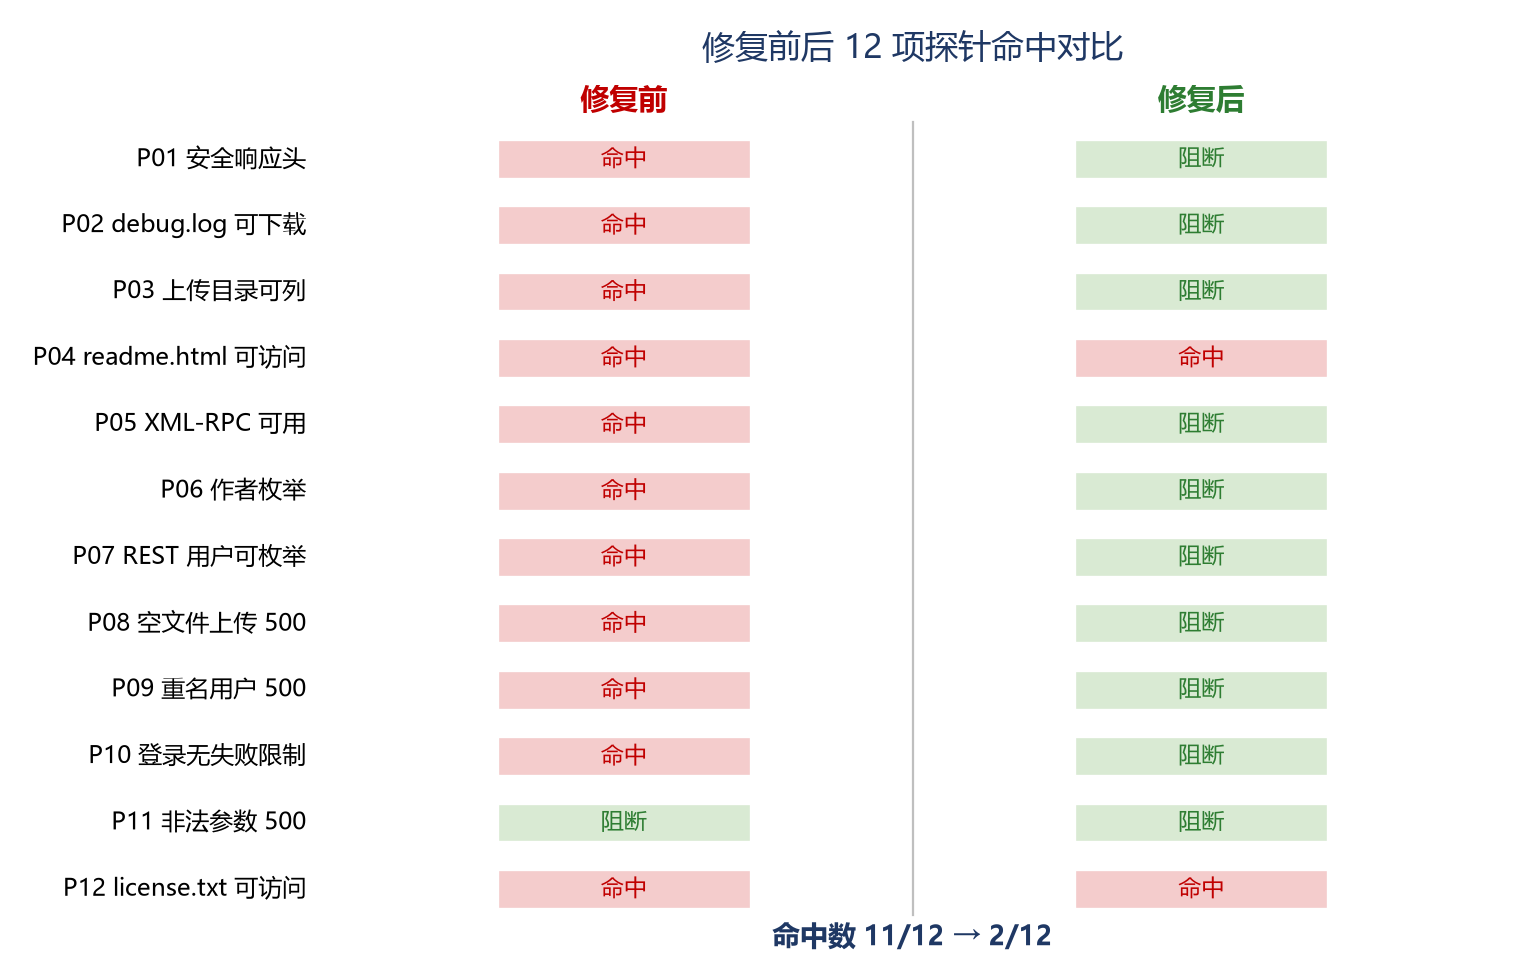 修复前后 12 项探针命中对比
修复前 修复后
P01 安全响应头 命中 阻断
P02 debug.log 可下载 命中 阻断
P03 上传目录可列 命中 阻断
P04 readme.html 可访问 命中 命中
P05 XML-RPC 可用 命中 阻断
P06 作者枚举 命中 阻断
P07 REST 用户可枚举 命中 阻断
P08 空文件上传 500 命中 阻断
P09 重名用户 500 命中 阻断
P10 登录无失败限制 命中 阻断
P11 非法参数 500 阻断 阻断
P12 license.txt 可访问 命中 命中
命中数 11/12 → 2/12